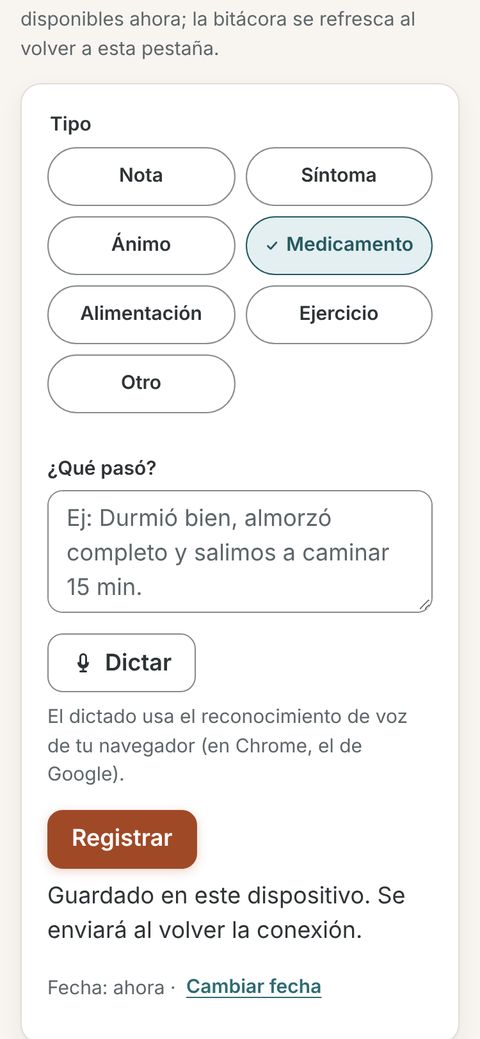 disponibles ahora; la bitácora se refresca al
volver a esta pestaña.
Tipo
Nota
Síntoma
Ánimo
✓ Medicamento
Alimentación
Ejercicio
Otro
¿Qué pasó?
Ej: Durmió bien, almorzó
completo y salimos a caminar
15 min.
Dictar
El dictado usa el reconocimiento de voz
de tu navegador (en Chrome, el de
Google).
Registrar
Guardado en este dispositivo. Se
enviará al volver la conexión.
Fecha: ahora · Cambiar fecha